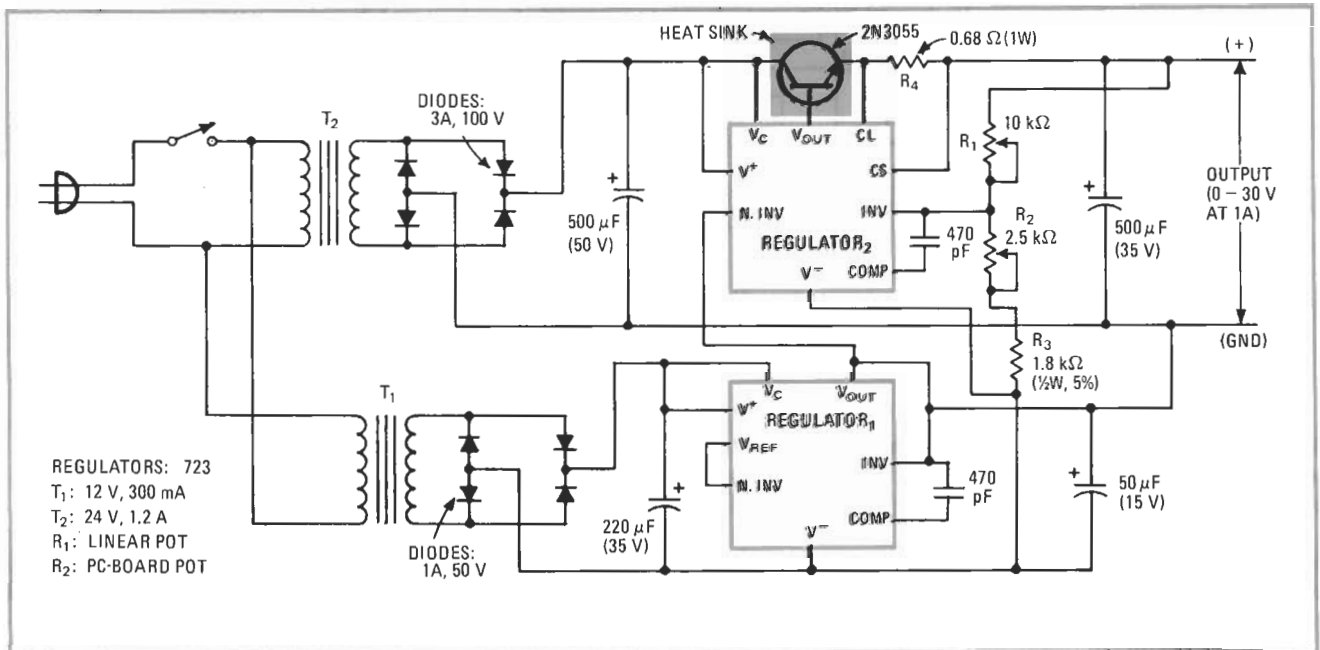 HEAT SINK
2N3055
0.68 Ω (1W)
R4
(+)
DIODES:
3A, 100 V
T2
VC
VOUT
CL
V+
CS
N. INV
INV
REGULATOR2
V−
COMP
+
500 µF
(50 V)
470
pF
R1
10 kΩ
R2
2.5 kΩ
+
500 µF
(35 V)
OUTPUT
(0 – 30 V
AT 1A)
(GND)
R3
1.8 kΩ
(½W, 5%)
T1
VC
VOUT
V+
REGULATOR1
VREF
INV
N. INV
COMP
V−
470
pF
+
50 µF
(15 V)
+
220 µF
(35 V)
DIODES:
1A, 50 V
REGULATORS: 723
T1: 12 V, 300 mA
T2: 24 V, 1.2 A
R1: LINEAR POT
R2: PC-BOARD POT